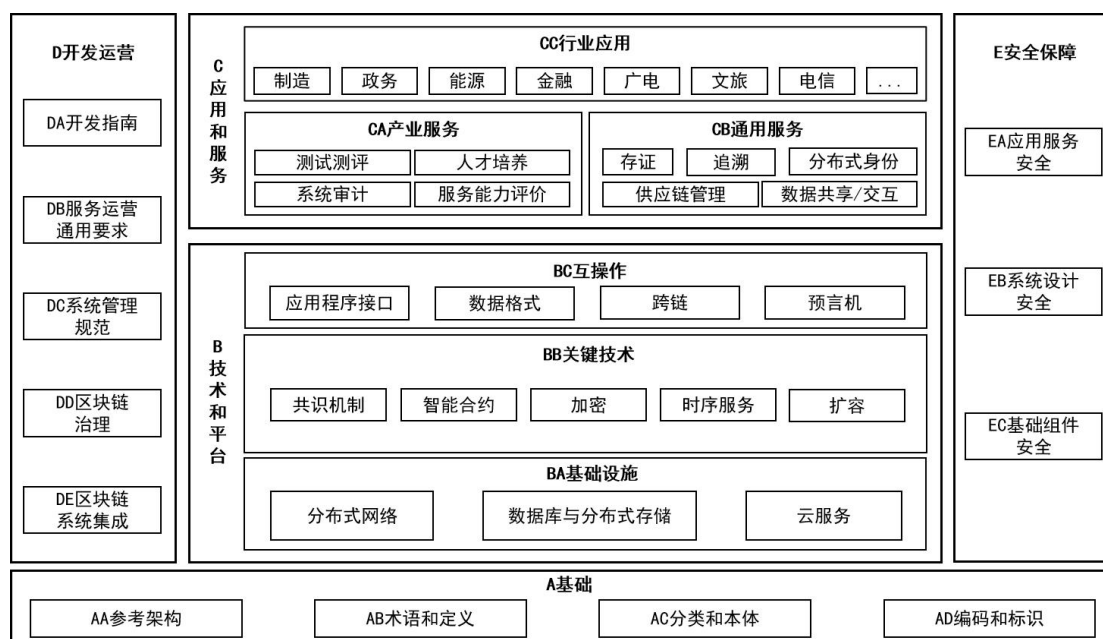 D开发运营
DA开发指南
DB服务运营
通用要求
DC系统管理
规范
DD区块链
治理
DE区块链
系统集成
C
应
用
和
服
务
CC行业应用
制造
政务
能源
金融
广电
文旅
电信
...
CA产业服务
测试测评
人才培养
系统审计
服务能力评价
CB通用服务
存证
追溯
分布式身份
供应链管理
数据共享/交互
B
技
术
和
平
台
BC互操作
应用程序接口
数据格式
跨链
预言机
BB关键技术
共识机制
智能合约
加密
时序服务
扩容
BA基础设施
分布式网络
数据库与分布式存储
云服务
E安全保障
EA应用服务
安全
EB系统设计
安全
EC基础组件
安全
A基础
AA参考架构
AB术语和定义
AC分类和本体
AD编码和标识